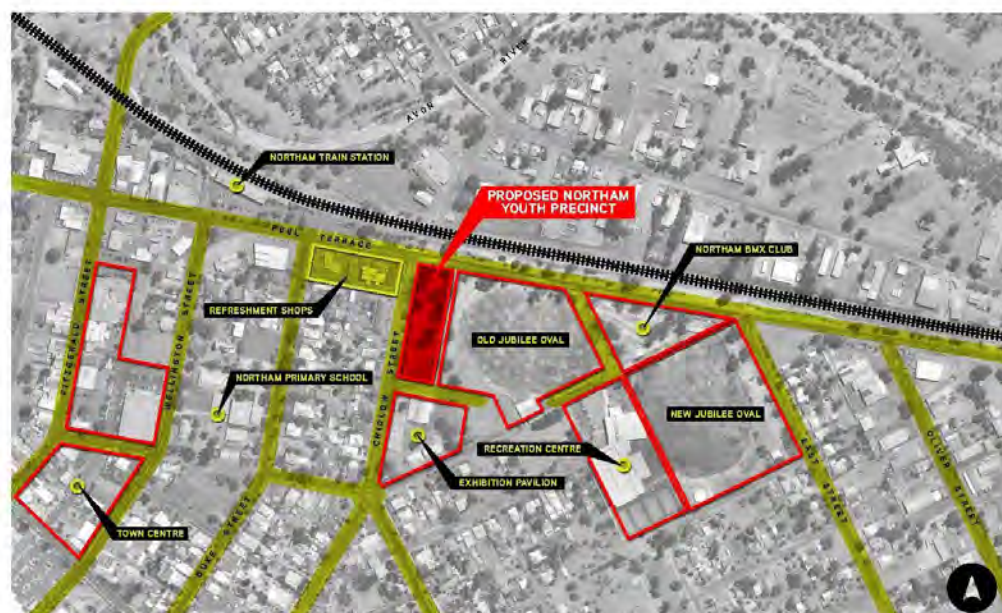 RIVER
AVON
NORTHAM TRAIN STATION
PROPOSED NORTHAM
YOUTH PRECINCT
PEEL TERRACE
NORTHAM BMX CLUB
FITZGERALD STREET
WELLINGTON STREET
REFRESHMENT SHOPS
OLD JUBILEE OVAL
CHIDLOW STREET
NORTHAM PRIMARY SCHOOL
NEW JUBILEE OVAL
RECREATION CENTRE
EXHIBITION PAVILION
EAST STREET
OLIVER STREET
TOWN CENTRE
DUKE STREET